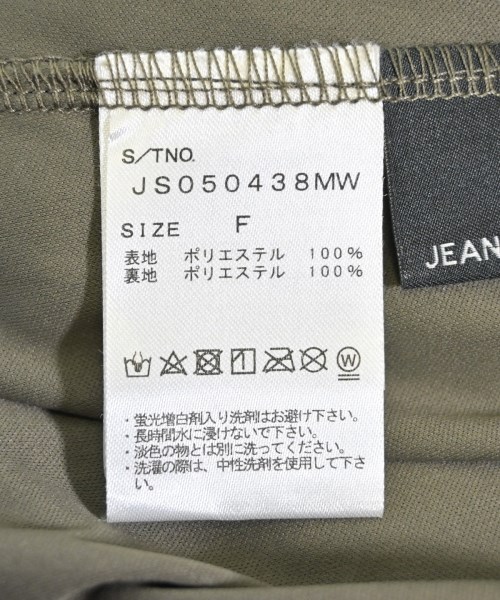 S/TNO.
JS050438MW
SIZE F
表地 ポリエステル 100%
裏地 ポリエステル 100%
W
・蛍光増白剤入り洗剤はお避け下さい。
・長時間水に浸けないで下さい。
・淡色の物とは別に洗ってください。
・洗濯の際は、中性洗剤を使用して下さ
い。
JEAN